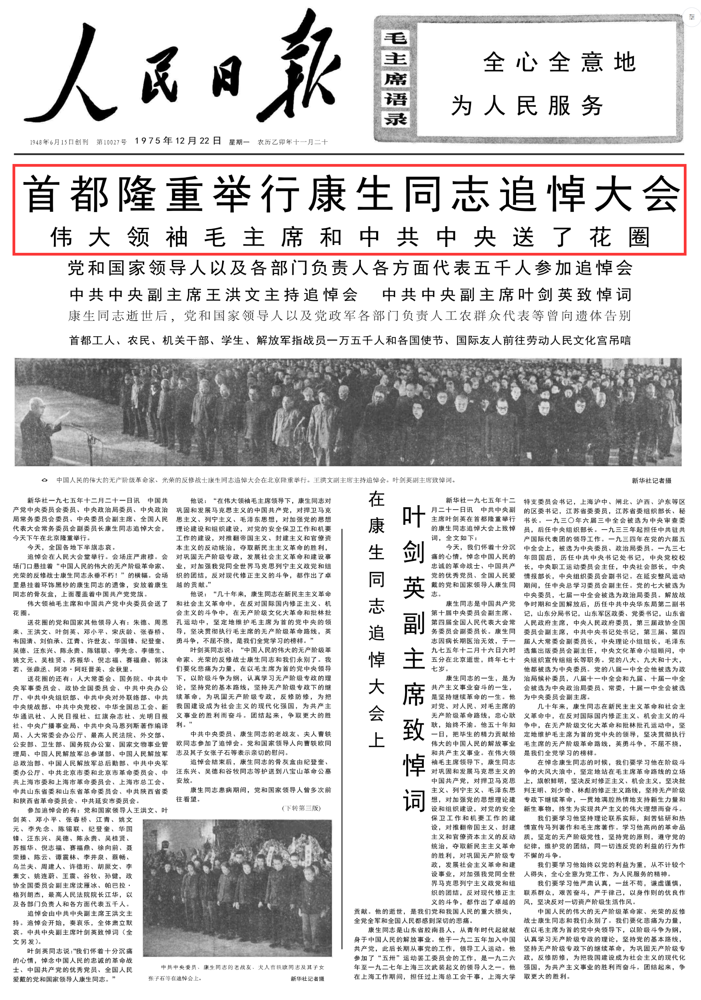 人民日报
1948年6月15日创刊 第10027号 1975年12月22日 星期一 农历乙卯年十一月二十
毛主席语录
全心全意地
为人民服务
首都隆重举行康生同志追悼大会
伟大领袖毛主席和中共中央送了花圈
党和国家领导人以及各部门负责人各方面代表五千人参加追悼会
中共中央副主席王洪文主持追悼会 中共中央副主席叶剑英致悼词
康生同志逝世后，党和国家领导人以及党政军各部门负责人工农群众代表等曾向遗体告别
首都工人、农民、机关干部、学生、解放军指战员一万五千人和各国使节、国际友人前往劳动人民文化宫吊唁
中国人民的伟大的无产阶级革命家、光荣的反修战士康生同志追悼大会在北京隆重举行。王洪文副主席主持追悼会。叶剑英副主席致悼词。
新华社记者摄
新华社一九七五年十二月二十一日讯 中国共
产党中央委员会委员、中央政治局委员、中央政治
局常务委员会委员、中央委员会副主席、全国人民
代表大会常务委员会副委员长康生同志追悼大会，
今天下午在北京隆重举行。
今天，全国各地下半旗志哀。
追悼会在人民大会堂举行。会场庄严肃穆。会
场门口悬挂着“中国人民的伟大的无产阶级革命家、
光荣的反修战士康生同志永垂不朽！”的横幅。会场
里悬挂着环饰黑纱的康生同志的遗像，安放着康生
同志的骨灰盒，上面覆盖着中国共产党党旗。
伟大领袖毛主席和中国共产党中央委员会送了
花圈。
送花圈的党和国家其他领导人有：朱德、周恩
来、王洪文、叶剑英、邓小平、宋庆龄、张春桥、
韦国清、刘伯承、江青、许世友、华国锋、纪登奎、
吴德、汪东兴、陈永贵、陈锡联、李先念、李德生、
姚文元、吴桂贤、苏振华、倪志福、赛福鼎、郭沫
若、张鼎丞、阿沛·阿旺晋美、余秋里。
送花圈的还有：人大常委会、国务院、中共中
央军事委员会、政协全国委员会、中共中央办公
厅、中共中央组织部、中共中央对外联络部、中共
中央统战部、中共中央党校、中华全国总工会、新
华通讯社、人民日报社、红旗杂志社、光明日报
社、中央广播事业局、中共中央马恩列斯著作编译
局、人大常委会办公厅、最高人民法院、外交部、
公安部、卫生部、国务院办公室、国家文物事业管
理局、中国人民解放军总参谋部、中国人民解放军
总政治部、中国人民解放军总后勤部、中共中央军
委办公厅、中共北京市委和北京市革命委员会、中
共上海市委和上海市革命委员会、上海市总工会、
中共山东省委和山东省革命委员会、中共陕西省委
和陕西省革命委员会、中共延安市委员会。
参加追悼会的有：党和国家领导人王洪文、叶
剑英、邓小平、张春桥、江青、姚文
元、李先念、陈锡联、纪登奎、华国
锋、汪东兴、吴德、陈永贵、吴桂贤、
苏振华、倪志福、赛福鼎、徐向前、聂
荣臻、陈云、谭震林、李井泉、蔡畅、
乌兰夫、周建人、许德珩、胡厥文、李
素文、姚连蔚、王震、谷牧、孙健，政
协全国委员会副主席沈雁冰、帕巴拉·
格列朗杰，最高人民法院院长江华，以
及各部门负责人和各方面代表五千人。
追悼会由中共中央副主席王洪文主
持。追悼会开始，奏哀乐，全体肃立默
哀。中共中央副主席叶剑英致悼词（全
文另发）。
叶剑英同志说：“我们怀着十分沉痛
的心情，悼念中国人民的忠诚的革命战
士、中国共产党的优秀党员、全国人民
爱戴的党和国家领导人康生同志。”
他说：“在伟大领袖毛主席领导下，康生同志对
巩固和发展马克思主义的中国共产党，对捍卫马克
思主义、列宁主义、毛泽东思想，对加强党的思想
理论建设和组织建设，对党的安全保卫工作和机要
工作的建设，对推翻帝国主义、封建主义和官僚资
本主义的反动统治，夺取新民主主义革命的胜利，
对巩固无产阶级专政，发展社会主义革命和建设事
业，对加强我党同全世界马克思列宁主义政党和组
织的团结，反对现代修正主义的斗争，都作出了卓
越的贡献。”
他说：“几十年来，康生同志在新民主主义革命
和社会主义革命中，在反对国际国内修正主义、机
会主义的斗争中，在无产阶级文化大革命和批林批
孔运动中，坚定地维护毛主席为首的党中央的领
导，坚决贯彻执行毛主席的无产阶级革命路线，英
勇斗争，不屈不挠，是我们全党学习的榜样。”
叶剑英同志说：“中国人民的伟大的无产阶级革
命家、光荣的反修战士康生同志和我们永别了。我
们要化悲痛为力量，在以毛主席为首的党中央领导
下，以阶级斗争为纲，认真学习无产阶级专政的理
论，坚持党的基本路线，坚持无产阶级专政下的继
续革命，为巩固无产阶级专政，反修防修，为把
我国建设成为社会主义的现代化强国，为共产主
义事业的胜利而奋斗。团结起来，争取更大的胜
利。”
中共中央委员、康生同志的老战友、夫人曹轶
欧同志参加了追悼会。党和国家领导人向曹轶欧同
志及其子女张子石等表示亲切的慰问。
追悼会结束后，康生同志的骨灰盒由纪登奎、
汪东兴、吴德和谷牧同志等护送到八宝山革命公墓
安放。
康生同志患病期间，党和国家领导人曾多次前
往看望。
（下转第三版）
中共中央委员、康生同志的老战友、夫人曹轶欧同志及其子女
张子石等在追悼会上。 新华社记者摄
在康生同志追悼大会上
叶剑英副主席致悼词
新华社一九七五年十二
月二十一日讯 中共中央副
主席叶剑英在首都隆重举行
的康生同志追悼大会上致悼
词，全文如下：
今天，我们怀着十分沉
痛的心情，悼念中国人民的
忠诚的革命战士、中国共产
党的优秀党员、全国人民爱
戴的党和国家领导人康生同
志。
康生同志是中国共产党
第十届中央委员会副主席、
第四届全国人民代表大会常
务委员会副委员长。康生同
志因病长期医治无效，于一
九七五年十二月十六日六时
五分在北京逝世，终年七十
七岁。
康生同志的一生，是为
共产主义事业奋斗的一生，
是坚持继续革命的一生。他
对党、对人民、对毛主席的
无产阶级革命路线，忠心耿
耿，始终不渝。他五十年如
一日，把毕生的精力贡献给
伟大的中国人民的解放事业
和共产主义事业。在伟大领
袖毛主席领导下，康生同志
对巩固和发展马克思主义的
中国共产党，对捍卫马克思
主义、列宁主义、毛泽东思
想，对加强党的思想理论建
设和组织建设，对党的安全
保卫工作和机要工作的建
设，对推翻帝国主义、封建
主义和官僚资本主义的反动
统治，夺取新民主主义革命
的胜利，对巩固无产阶级专
政，发展社会主义革命和建
设事业，对加强我党同全世
界马克思列宁主义政党和组
织的团结，反对现代修正主
义的斗争，都作出了卓越的
贡献。他的逝世，是我们党和我国人民的重大损失，
全党全军和全国人民都感到深切的悲痛。
康生同志是山东省胶南县人，从青年时代起就献
身于中国人民的解放事业。他于一九二五年加入中国
共产党，此后长期从事党的工作，领导工人运动。他
参加了“五卅”运动罢工委员会的工作，是一九二六
年至一九二七年上海三次武装起义的领导人之一。他
在上海工作期间，担任过上海总工会干事，上海大学
特支委员会书记，上海沪中、闸北、沪西、沪东等区
的区委书记，江苏省委委员，江苏省委组织部长、秘
书长。一九三〇年六届三中全会被选为中央审查委
员，后任中央组织部长。一九三三年起担任中共驻共
产国际代表团的领导工作。一九三四年在党的六届五
中全会上，被选为中央委员、政治局委员。一九三七
年回国后，历任中共中央书记处书记，中央党校校
长，中央职工运动委员会主任，中央社会部长，中央
情报部长，中央组织委员会副书记。在延安整风运动
期间，任中央总学习委员会副主任。党的七大被选为
中央委员，七届一中全会被选为政治局委员。解放战
争时期和全国解放后，历任中共中央华东局第二副书
记，山东分局书记，山东军区政委、党委书记，山东省
人民政府主席，中央人民政府委员，第三届政协全国
委员会副主席，中共中央书记处书记，第三届、第四
届人大常委会副委员长，中央理论小组组长，毛泽东
选集出版委员会副主任，中央文化革命小组顾问，中
央组织宣传组组长等职务。党的八大、九大和十大，
他都被选为中央委员。党的八届一中全会他被选为政
治局候补委员，八届十一中全会和九届、十届一中全
会被选为中央政治局委员、常委，十届一中全会被选
为中央委员会副主席。
几十年来，康生同志在新民主主义革命和社会主
义革命中，在反对国际国内修正主义、机会主义的斗
争中，在无产阶级文化大革命和批林批孔运动中，坚
定地维护毛主席为首的党中央的领导，坚决贯彻执行
毛主席的无产阶级革命路线，英勇斗争，不屈不挠，
是我们全党学习的榜样。
在悼念康生同志的时候，我们要学习他在阶级斗
争的大风大浪中，坚定地站在毛主席革命路线的立场
上，旗帜鲜明，坚决反对修正主义、机会主义，坚决批
判王明、刘少奇、林彪的修正主义路线，坚持无产阶级
专政下继续革命，一贯地满腔热情地支持新生力量和
新生事物，终生为实现共产主义的伟大理想而奋斗。
我们要学习他坚持理论联系实际，刻苦钻研和热
情宣传马列著作和毛主席著作。学习他高尚的革命品
质，坚定的无产阶级党性，坚持党的原则，遵守党的
纪律，维护党的团结，同一切违反党的利益的行为作
不懈的斗争。
我们要学习他始终以党的利益为重，从不计较个
人得失，全心全意为党工作、为人民服务的精神。
我们要学习他严肃认真，一丝不苟，谦虚谨慎，
联系群众，艰苦奋斗，严于律己，以身作则的优良作
风，坚决反对一切资产阶级生活作风。
中国人民的伟大的无产阶级革命家、光荣的反修
战士康生同志和我们永别了。我们要化悲痛为力量，
在以毛主席为首的党中央领导下，以阶级斗争为纲，
认真学习无产阶级专政的理论，坚持党的基本路线，
坚持无产阶级专政下的继续革命，为巩固无产阶级专
政，反修防修，为把我国建设成为社会主义的现代化
强国，为共产主义事业的胜利而奋斗。团结起来，争
取更大的胜利。